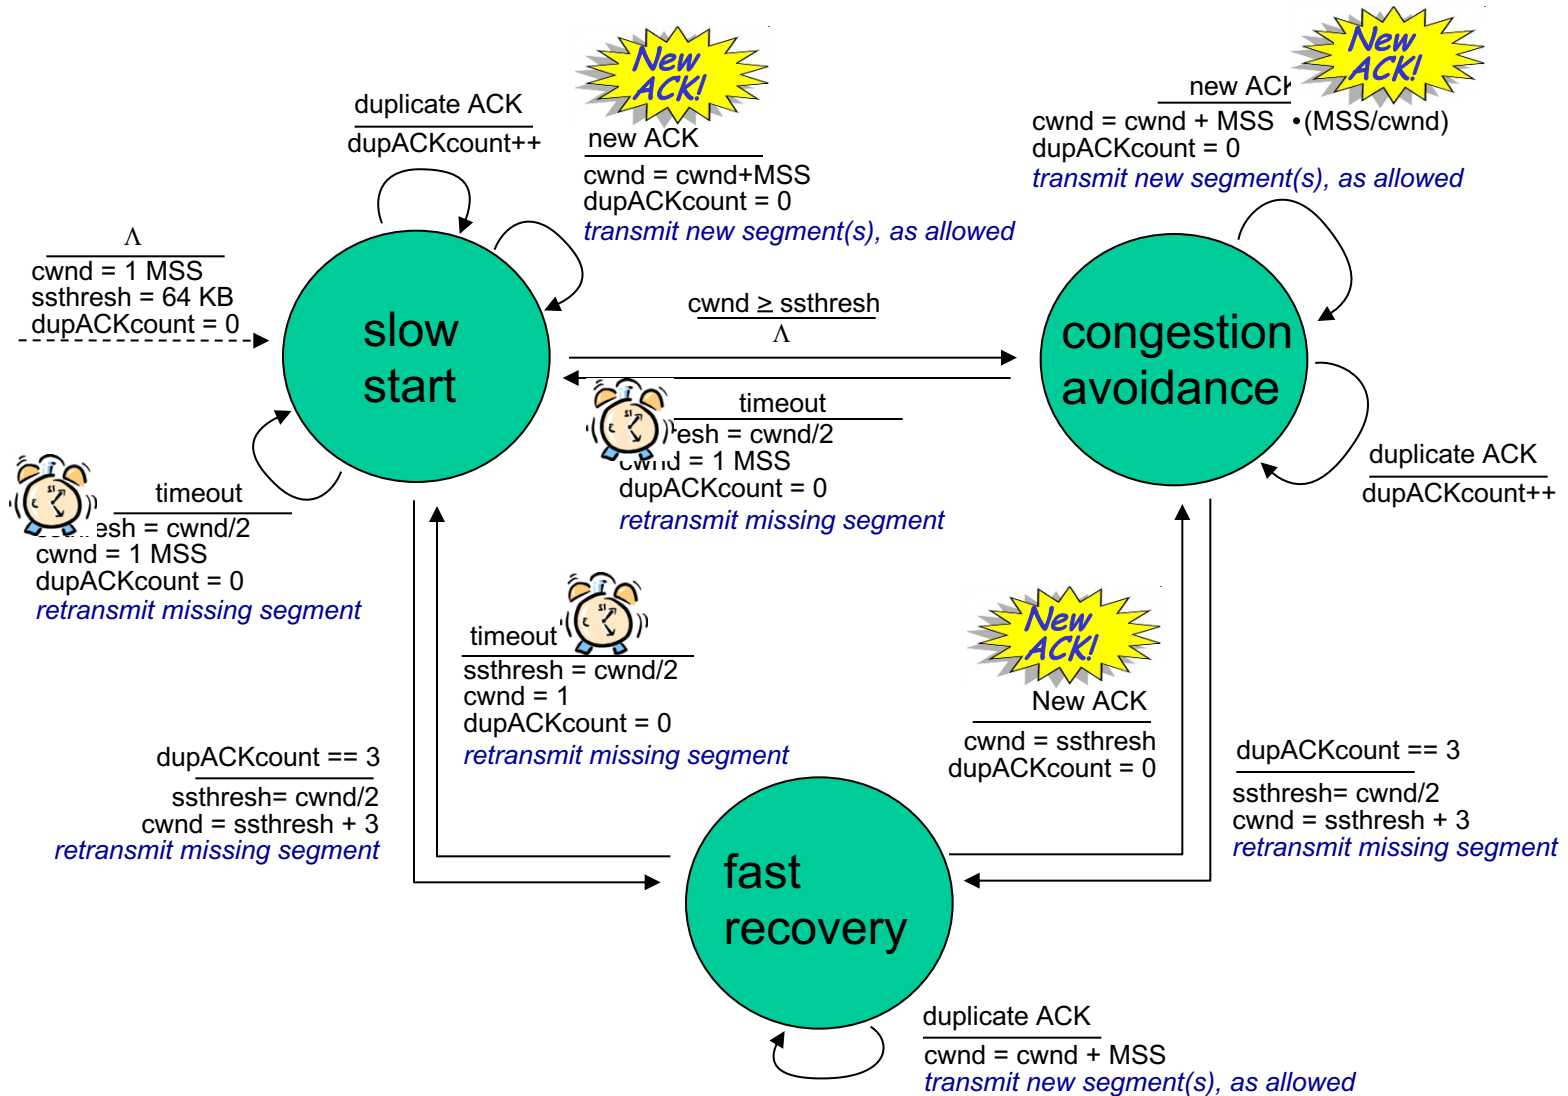 New
ACK!
New
ACK!
duplicate ACK
dupACKcount++
new ACK
cwnd = cwnd+MSS
dupACKcount = 0
transmit new segment(s), as allowed
new ACK
cwnd = cwnd + MSS •(MSS/cwnd)
dupACKcount = 0
transmit new segment(s), as allowed
Λ
cwnd = 1 MSS
ssthresh = 64 KB
dupACKcount = 0
slow
start
cwnd ≥ ssthresh
Λ
congestion
avoidance
timeout
esh = cwnd/2
cwnd = 1 MSS
dupACKcount = 0
retransmit missing segment
duplicate ACK
dupACKcount++
timeout
ssthresh = cwnd/2
cwnd = 1 MSS
dupACKcount = 0
retransmit missing segment
timeout
ssthresh = cwnd/2
cwnd = 1
dupACKcount = 0
retransmit missing segment
New
ACK!
New ACK
cwnd = ssthresh
dupACKcount = 0
dupACKcount == 3
ssthresh= cwnd/2
cwnd = ssthresh + 3
retransmit missing segment
dupACKcount == 3
ssthresh= cwnd/2
cwnd = ssthresh + 3
retransmit missing segment
fast
recovery
duplicate ACK
cwnd = cwnd + MSS
transmit new segment(s), as allowed